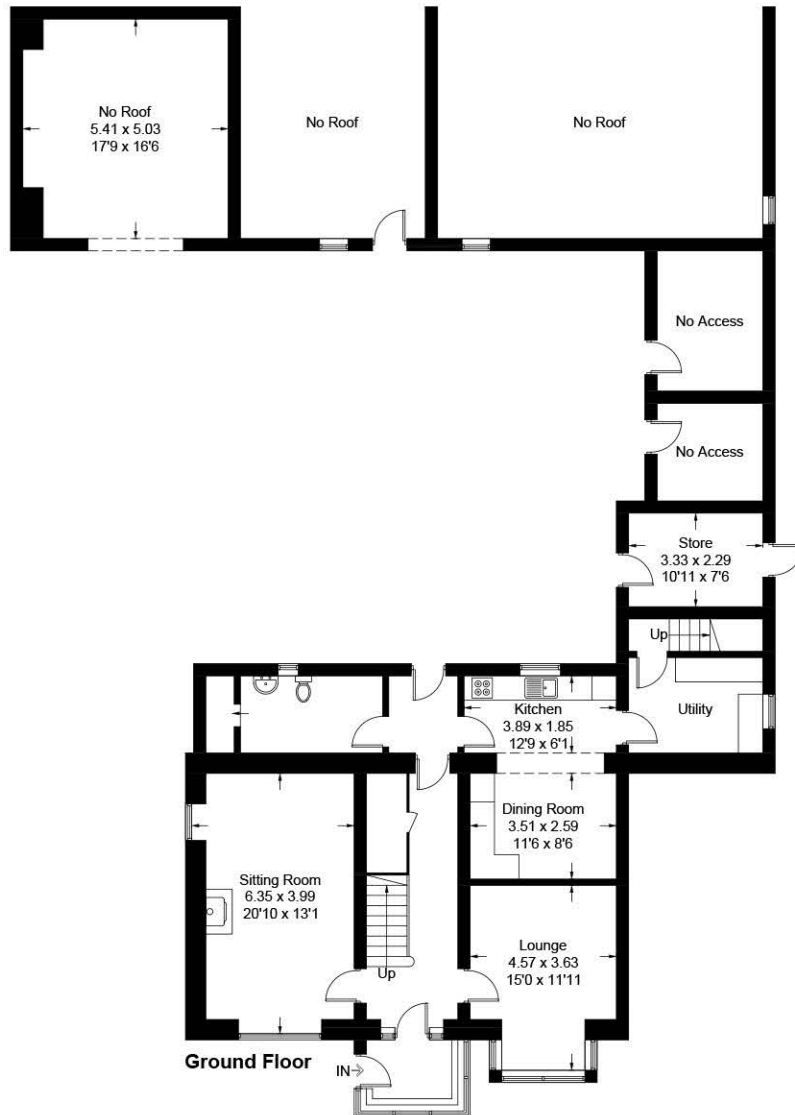 No Roof
5.41 x 5.03
17'9 x 16'6
No Roof
No Roof
No Access
No Access
Store
3.33 x 2.29
10'11 x 7'6
Up
Utility
Kitchen
3.89 x 1.85
12'9 x 6'1
Dining Room
3.51 x 2.59
11'6 x 8'6
Sitting Room
6.35 x 3.99
20'10 x 13'1
Up
Lounge
4.57 x 3.63
15'0 x 11'11
Ground Floor
IN